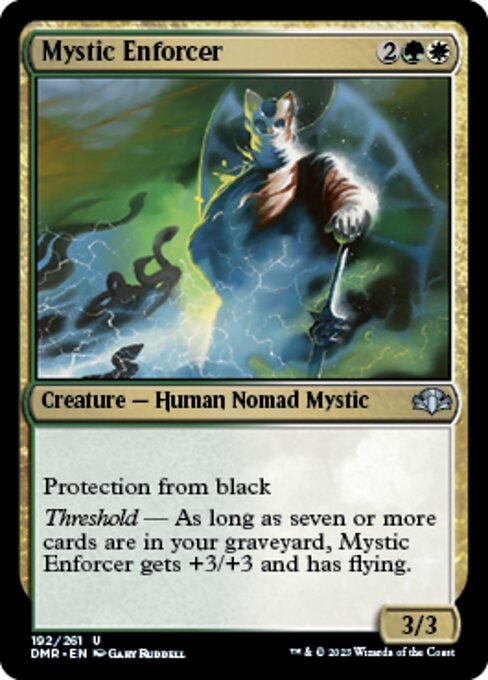 Mystic Enforcer 2
Creature — Human Nomad Mystic
Protection from black
Threshold — As long as seven or more
cards are in your graveyard, Mystic
Enforcer gets +3/+3 and has flying.
3/3
192/261 U
DMR • EN Gary Ruddell
™ & © 2023 Wizards of the Coast